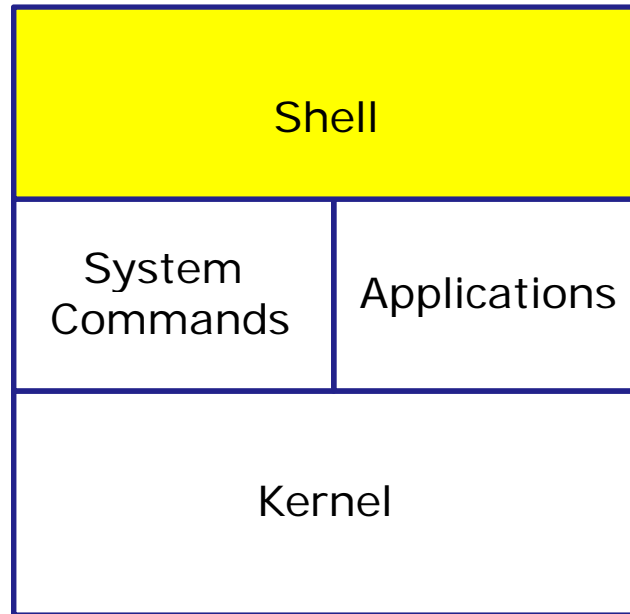 Shell
System
Commands
Applications
Kernel